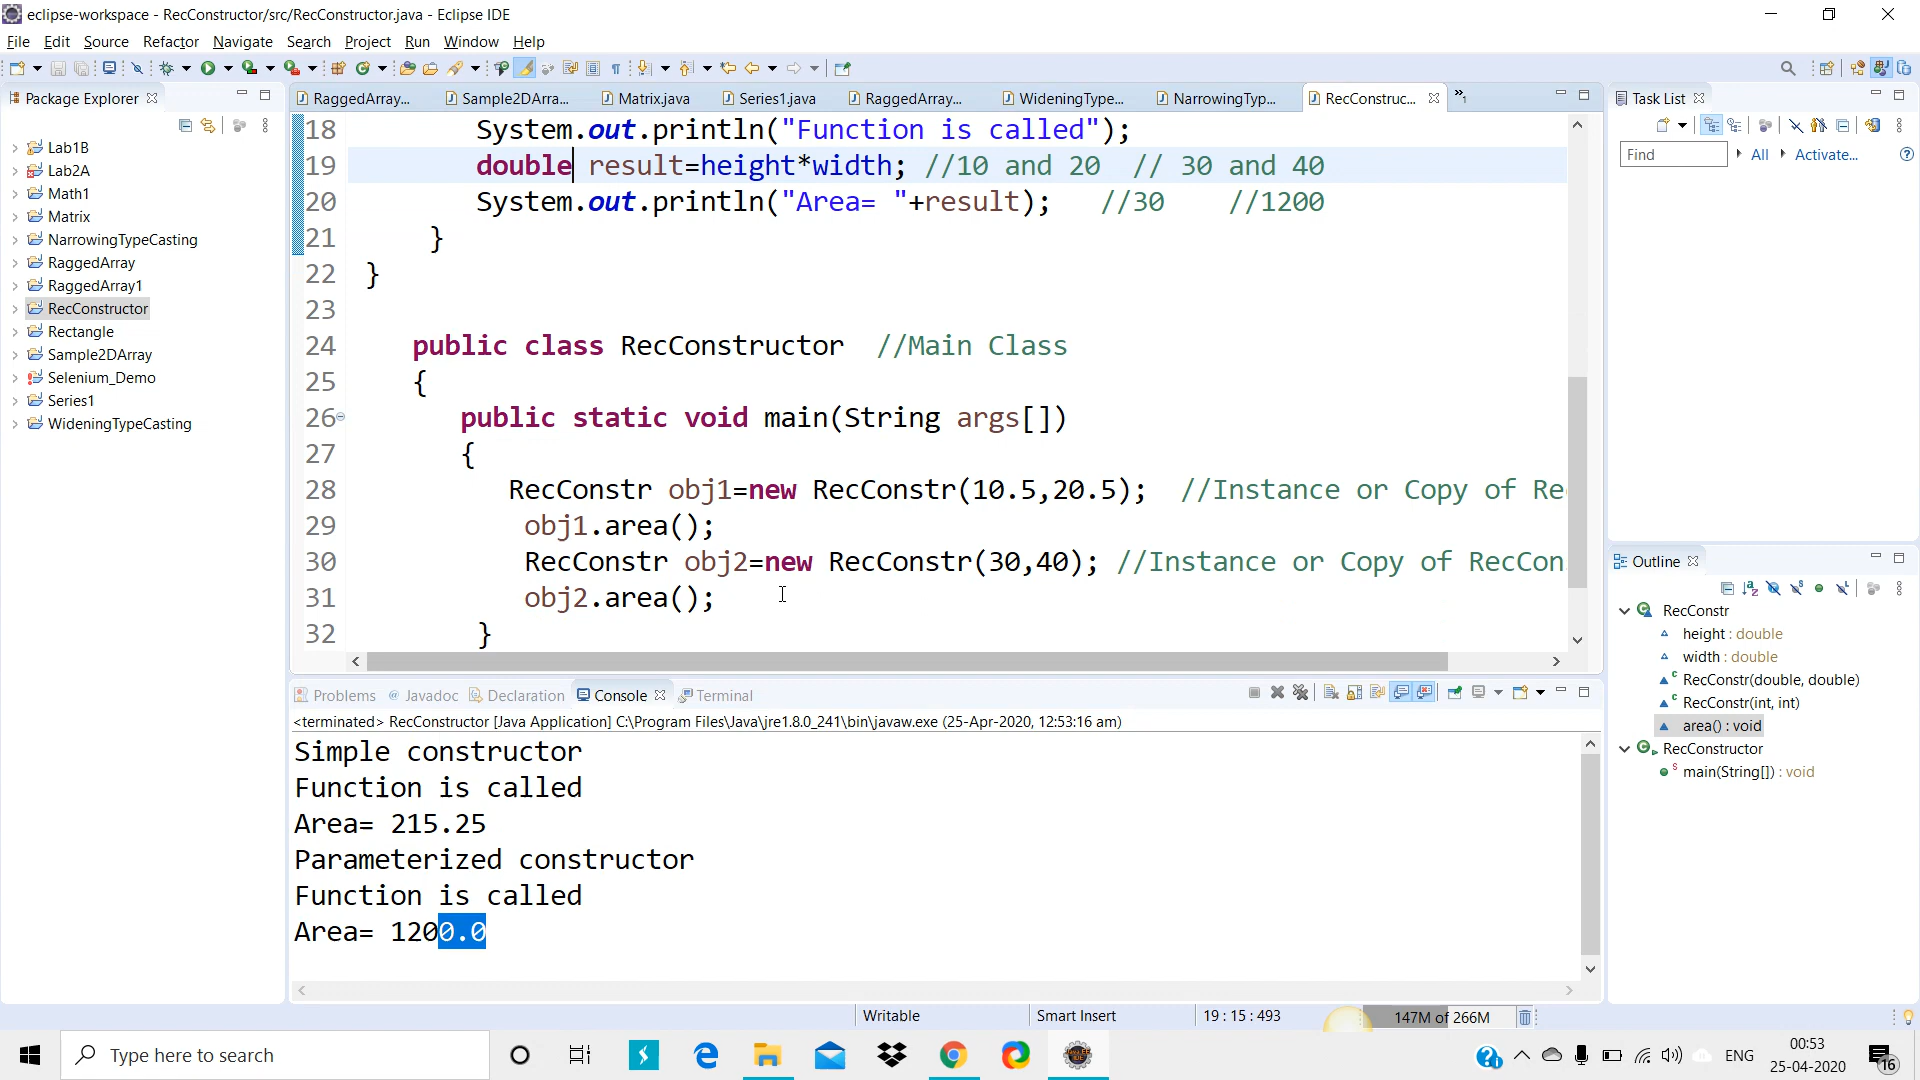 eclipse-workspace - RecConstructor/src/RecConstructor.java - Eclipse IDE
File Edit Source Refactor Navigate Search Project Run Window Help
Package Explorer
Lab1B
Lab2A
Math1
Matrix
NarrowingTypeCasting
RaggedArray
RaggedArray1
RecConstructor
Rectangle
Sample2DArray
Selenium_Demo
Series1
WideningTypeCasting
RaggedArray... Sample2DArra... Matrix.java Series1.java RaggedArray... WideningType... NarrowingTyp... RecConstruc... »1
18 System.out.println("Function is called");
19 double result=height*width; //10 and 20 // 30 and 40
20 System.out.println("Area= "+result); //30 //1200
21 }
22 }
23
24 public class RecConstructor //Main Class
25 {
26 public static void main(String args[])
27 {
28 RecConstr obj1=new RecConstr(10.5,20.5); //Instance or Copy of Re
29 obj1.area();
30 RecConstr obj2=new RecConstr(30,40); //Instance or Copy of RecCon
31 obj2.area();
32 }
Problems Javadoc Declaration Console Terminal
<terminated> RecConstructor [Java Application] C:\Program Files\Java\jre1.8.0_241\bin\javaw.exe (25-Apr-2020, 12:53:16 am)
Simple constructor
Function is called
Area= 215.25
Parameterized constructor
Function is called
Area= 1200.0
Task List
Find All Activate...
Outline
RecConstr
height : double
width : double
RecConstr(double, double)
RecConstr(int, int)
area() : void
RecConstructor
main(String[]) : void
Writable Smart Insert 19 : 15 : 493 147M of 266M
Type here to search
ENG
00:53
25-04-2020
16